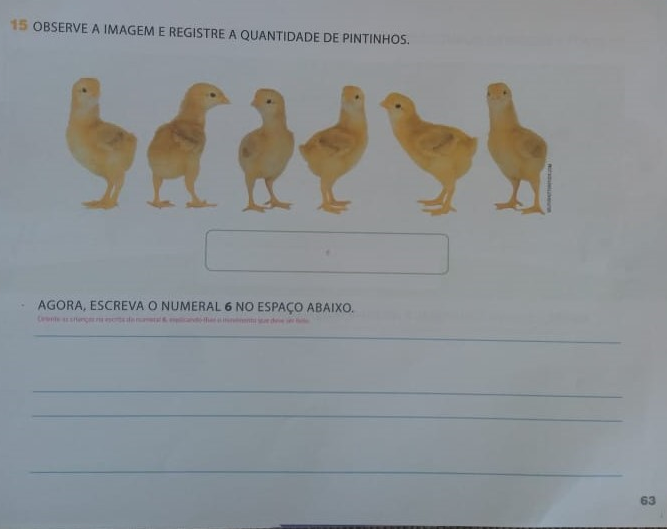 15 OBSERVE A IMAGEM E REGISTRE A QUANTIDADE DE PINTINHOS.
AGORA, ESCREVA O NUMERAL 6 NO ESPAÇO ABAIXO.
Oriente as crianças na escrita do numeral 6, explicando-lhes o movimento que deve ser feito.
63